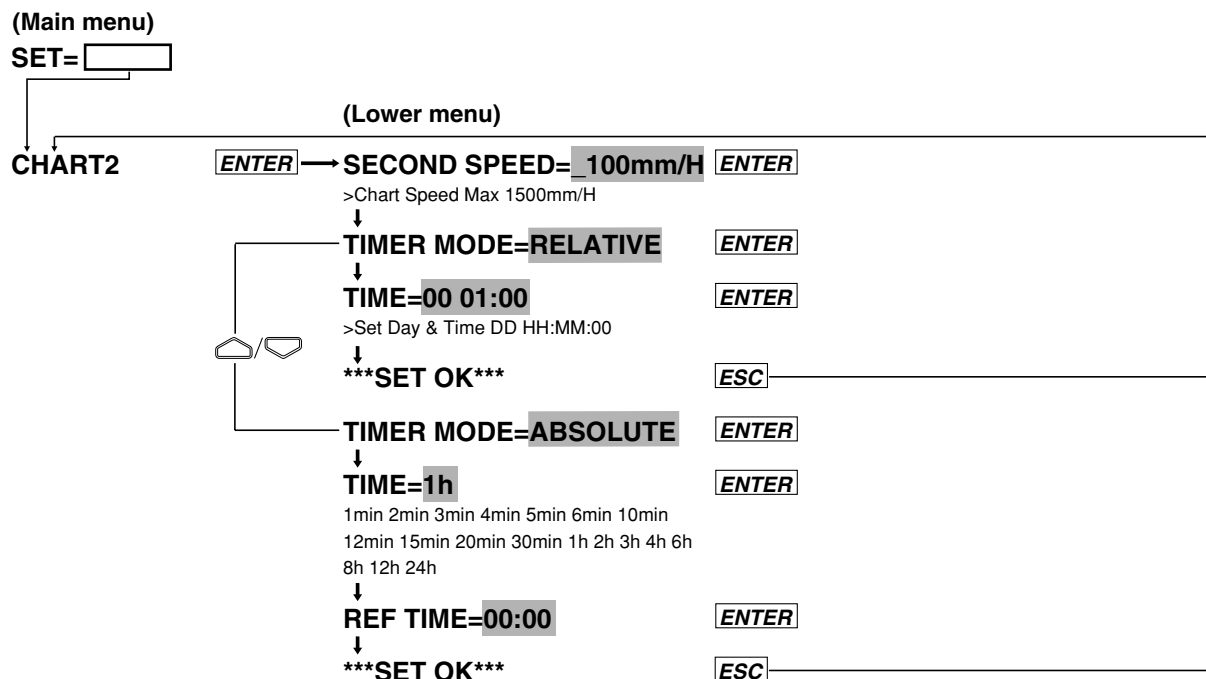 (Main menu)
SET=
(Lower menu)
CHART2 ENTER SECOND SPEED=_100mm/H ENTER
>Chart Speed Max 1500mm/H
TIMER MODE=RELATIVE ENTER
TIME=00 01:00 ENTER
>Set Day & Time DD HH:MM:00
/
***SET OK*** ESC
TIMER MODE=ABSOLUTE ENTER
TIME=1h ENTER
1min 2min 3min 4min 5min 6min 10min
12min 15min 20min 30min 1h 2h 3h 4h 6h
8h 12h 24h
REF TIME=00:00 ENTER
***SET OK*** ESC